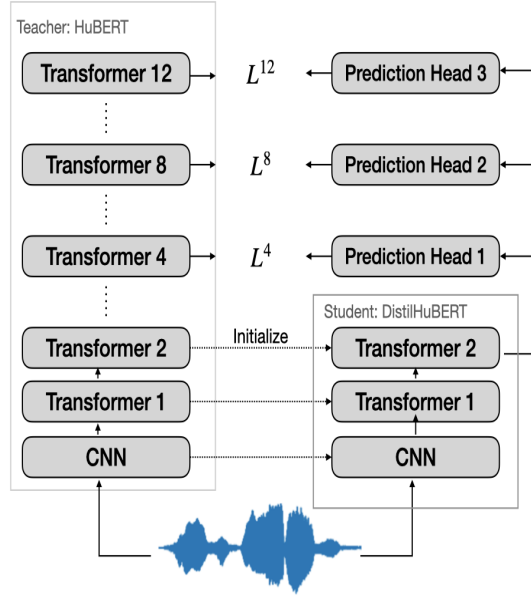 Teacher: HuBERT
Transformer 12
L^12
Prediction Head 3
Transformer 8
L^8
Prediction Head 2
Transformer 4
L^4
Prediction Head 1
Student: DistilHuBERT
Transformer 2
Initialize
Transformer 2
Transformer 1
Transformer 1
CNN
CNN